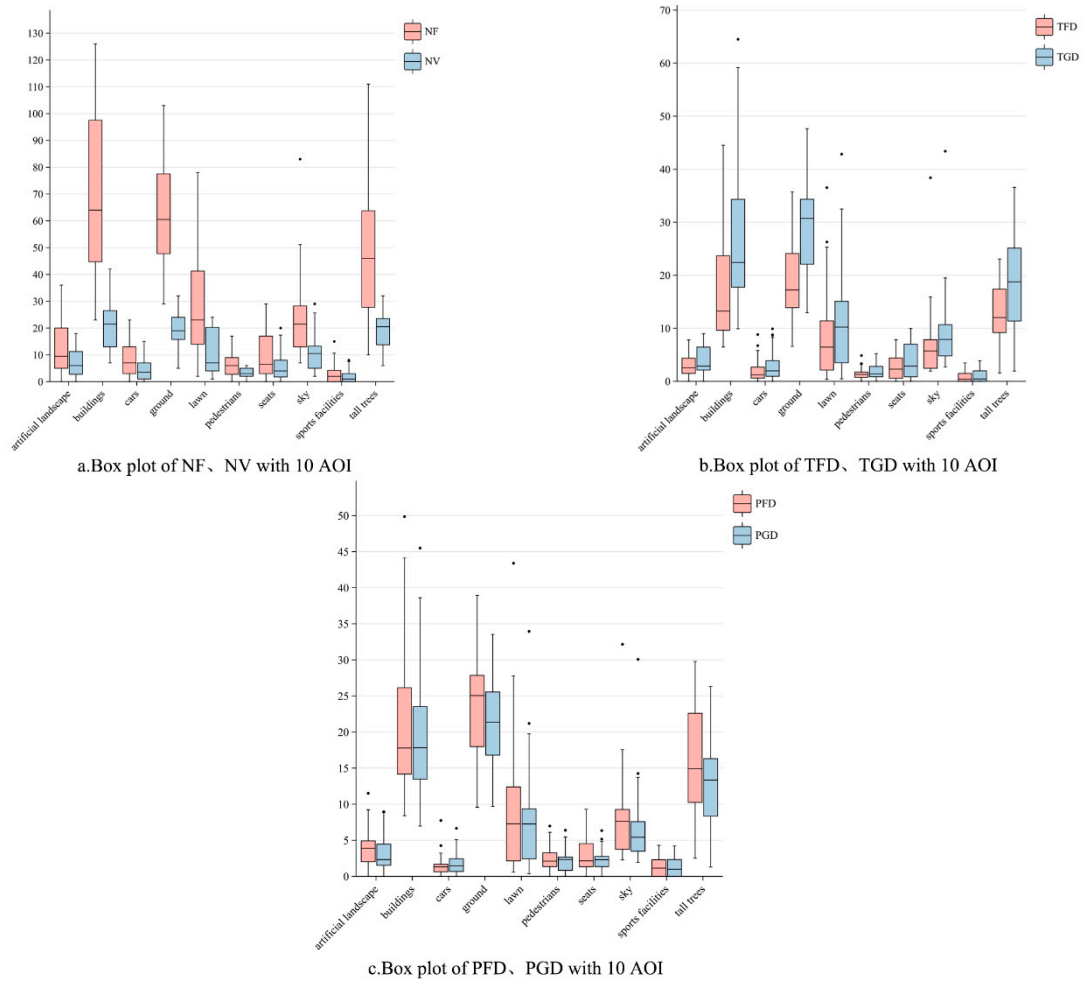 130
120
110
100
90
80
70
60
50
40
30
20
10
0
NF
NV
artificial landscape
buildings
cars
ground
lawn
pedestrians
seats
sky
sports facilities
tall trees
a.Box plot of NF、NV with 10 AOI
70
60
50
40
30
20
10
0
TFD
TGD
artificial landscape
buildings
cars
ground
lawn
pedestrians
seats
sky
sports facilities
tall trees
b.Box plot of TFD、TGD with 10 AOI
50
45
40
35
30
25
20
15
10
5
0
PFD
PGD
artificial landscape
buildings
cars
ground
lawn
pedestrians
seats
sky
sports facilities
tall trees
c.Box plot of PFD、PGD with 10 AOI